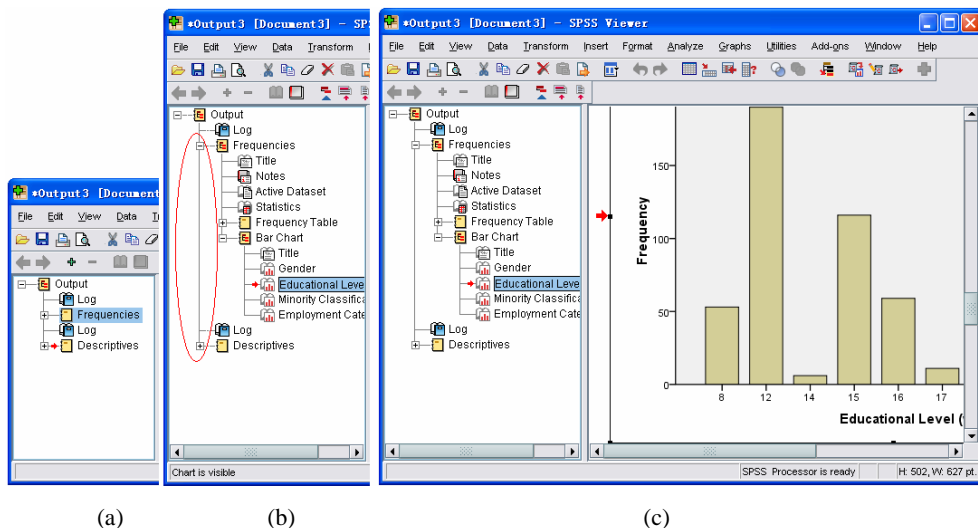 *Output3 [Document
File Edit View Data
Output
Log
Frequencies
Log
Descriptives
(a)
*Output3 [Document3] - SPS
File Edit View Data Transform
Output
Log
Frequencies
Title
Notes
Active Dataset
Statistics
Frequency Table
Bar Chart
Title
Gender
Educational Leve
Minority Classifica
Employment Cate
Log
Descriptives
Chart is visible
(b)
*Output3 [Document3] - SPSS Viewer
File Edit View Data Transform Insert Format Analyze Graphs Utilities Add-ons Window Help
Output
Log
Frequencies
Title
Notes
Active Dataset
Statistics
Frequency Table
Bar Chart
Title
Gender
Educational Leve
Minority Classifica
Employment Cate
Log
Descriptives
Frequency
150
100
50
0
8 12 14 15 16 17
Educational Level (
SPSS Processor is ready
H: 502, W: 627 pt.
(c)